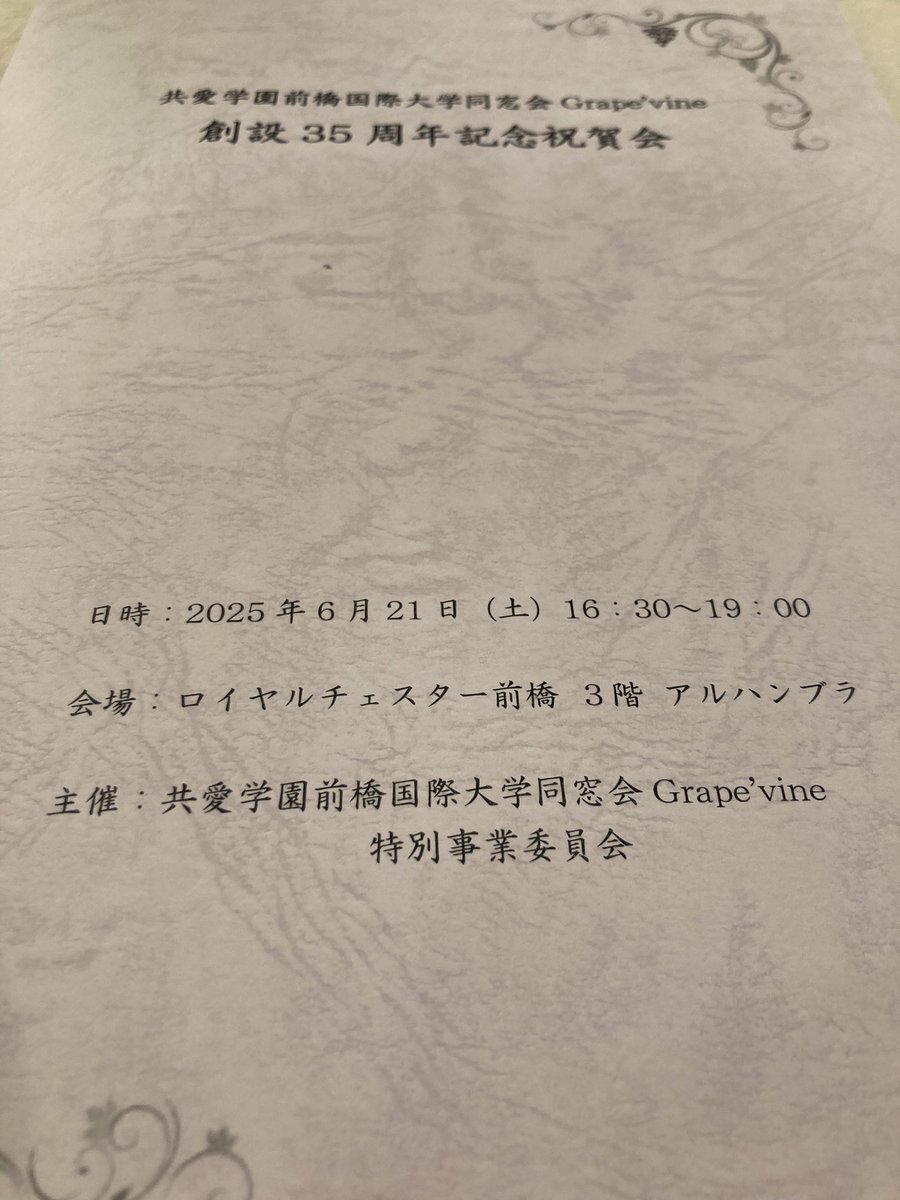 共愛学園前橋国際大学同窓会 Grape’vine
創設 35 周年記念祝賀会
日時：2025 年 6 月 21 日（土）16：30～19：00
会場：ロイヤルチェスター前橋 3 階 アルハンブラ
主催：共愛学園前橋国際大学同窓会 Grape’vine
特別事業委員会